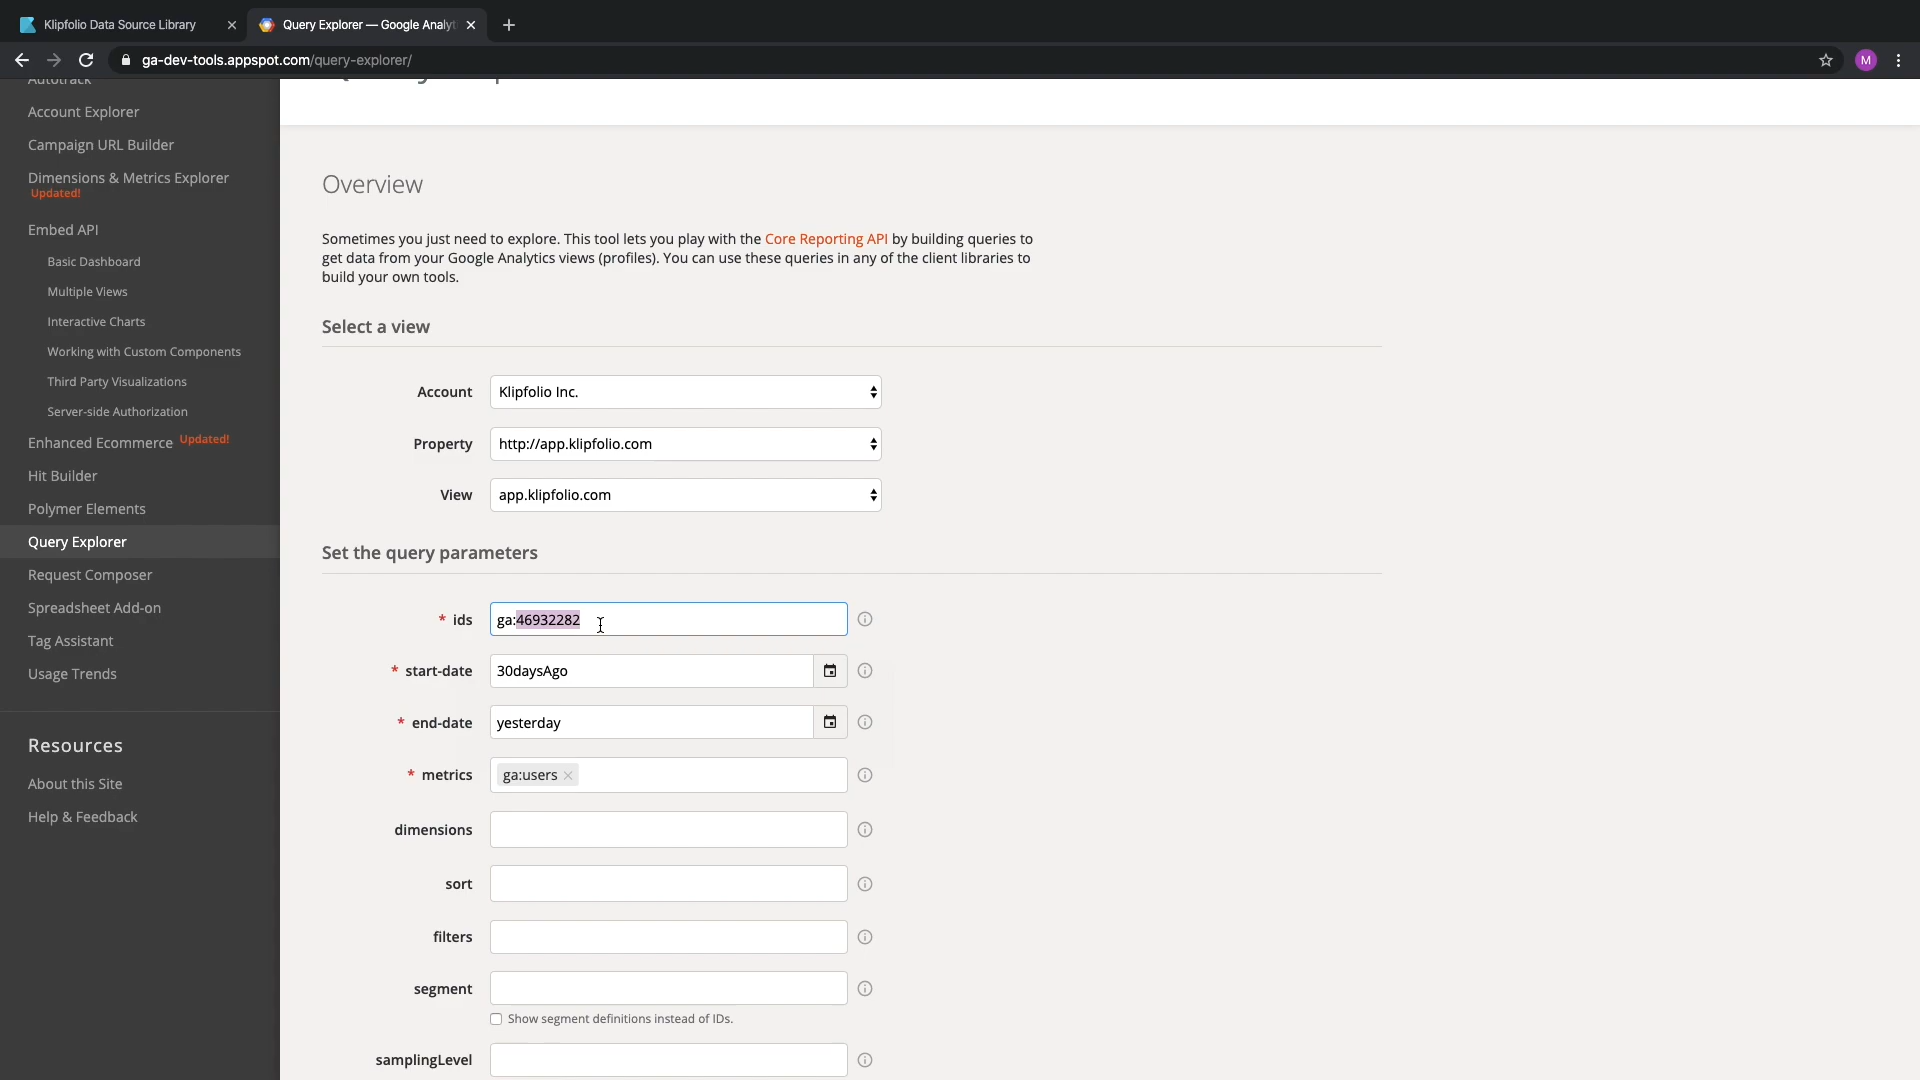 Klipfolio Data Source Library
Query Explorer — Google Analyt
ga-dev-tools.appspot.com/query-explorer/
M
Autotrack
Account Explorer
Campaign URL Builder
Dimensions & Metrics Explorer
Updated!
Embed API
Basic Dashboard
Multiple Views
Interactive Charts
Working with Custom Components
Third Party Visualizations
Server-side Authorization
Enhanced Ecommerce Updated!
Hit Builder
Polymer Elements
Query Explorer
Request Composer
Spreadsheet Add-on
Tag Assistant
Usage Trends
Resources
About this Site
Help & Feedback
Overview
Sometimes you just need to explore. This tool lets you play with the Core Reporting API by building queries to
get data from your Google Analytics views (profiles). You can use these queries in any of the client libraries to
build your own tools.
Select a view
Account Klipfolio Inc.
Property http://app.klipfolio.com
View app.klipfolio.com
Set the query parameters
* ids ga:46932282
* start-date 30daysAgo
* end-date yesterday
* metrics ga:users ×
dimensions
sort
filters
segment
Show segment definitions instead of IDs.
samplingLevel